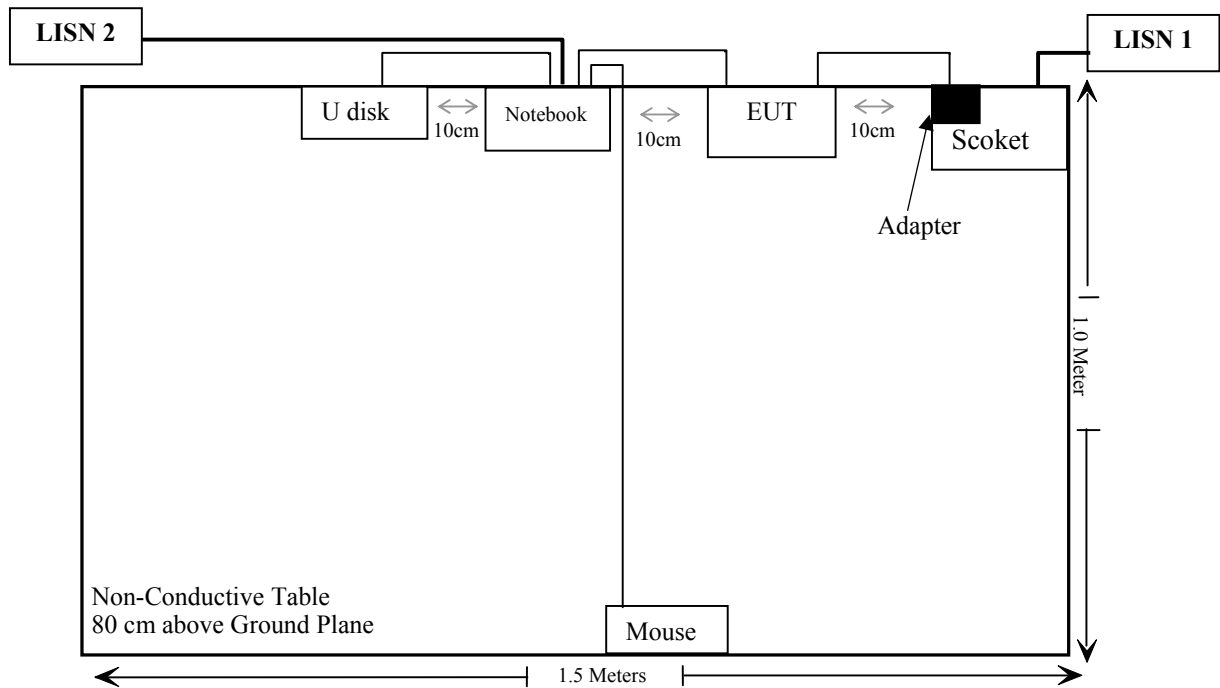 LISN 2
LISN 1
U disk
10cm
Notebook
10cm
EUT
10cm
Scoket
Adapter
1.0 Meter
Non-Conductive Table
80 cm above Ground Plane
Mouse
1.5 Meters